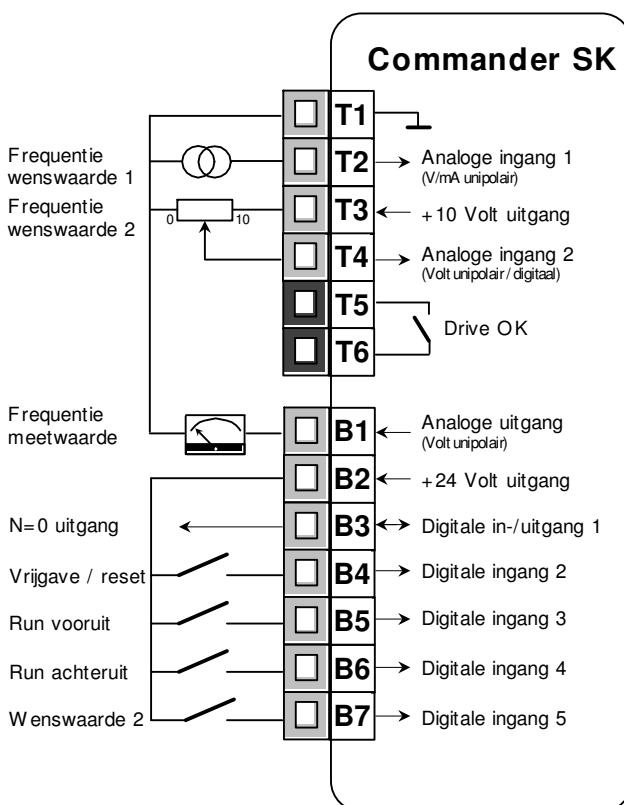 Commander SK
T1
Frequentie
wenswaarde 1
T2
Analoge ingang 1
(V/mA unipolair)
Frequentie
wenswaarde 2
0
10
T3
+10 Volt uitgang
T4
Analoge ingang 2
(Volt unipolair / digitaal)
T5
Drive OK
T6
Frequentie
meetwaarde
B1
Analoge uitgang
(Volt unipolair)
B2
+24 Volt uitgang
N=0 uitgang
B3
Digitale in-/uitgang 1
Vrijgave / reset
B4
Digitale ingang 2
Run vooruit
B5
Digitale ingang 3
Run achteruit
B6
Digitale ingang 4
Wenswaarde 2
B7
Digitale ingang 5